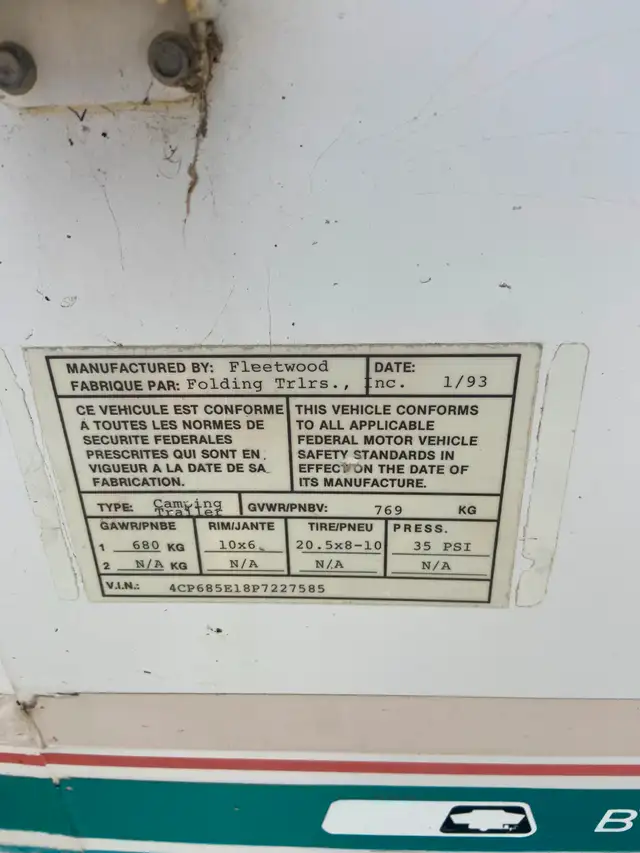 MANUFACTURED BY: Fleetwood
FABRIQUE PAR: Folding Trlrs., Inc.
DATE:
1/93
CE VEHICULE EST CONFORME
Á TOUTES LES NORMES DE
SECURITE FEDERALES
PRESCRITES QUI SONT EN
VIGUEUR A LA DATE DE SA
FABRICATION.
THIS VEHICLE CONFORMS
TO ALL APPLICABLE
FEDERAL MOTOR VEHICLE
SAFETY STANDARDS IN
EFFECT ON THE DATE OF
ITS MANUFACTURE.
TYPE: Camping
Trailer
GVWR/PNBV: 769 KG
GAWR/PNBE RIM/JANTE TIRE/PNEU PRESS.
1 680 KG 10x6 20.5x8-10 35 PSI
2 N/A KG N/A N/A N/A
V.I.N.: 4CP685E18P7227585